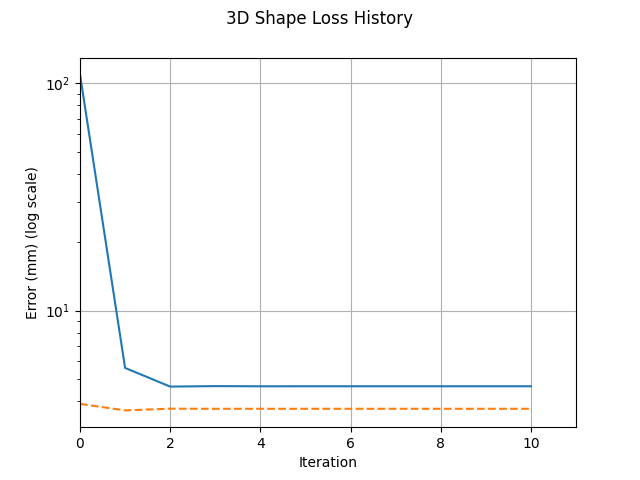 3D Shape Loss History
Error (mm) (log scale)
10²
10¹
0 2 4 6 8 10
Iteration